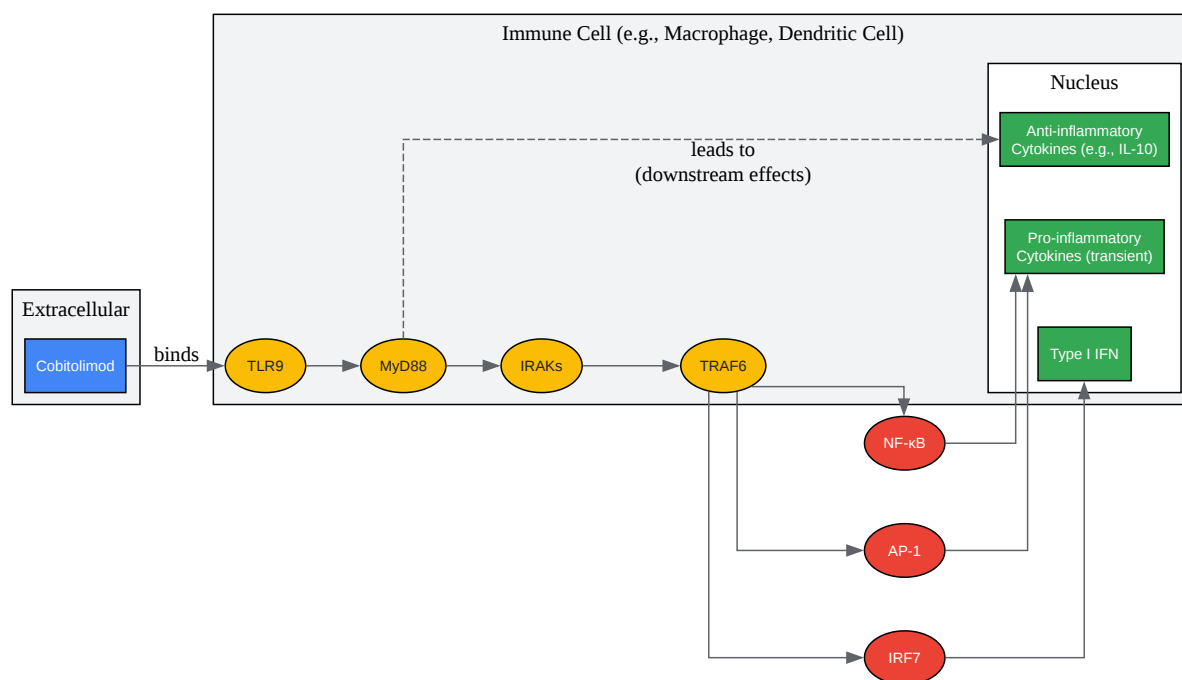 Immune Cell (e.g., Macrophage, Dendritic Cell)
Nucleus
Anti-inflammatory
Cytokines (e.g., IL-10)
leads to
(downstream effects)
Pro-inflammatory
Cytokines (transient)
Extracellular
Cobitolimod
binds
TLR9
MyD88
IRAKs
TRAF6
Type I IFN
NF-κB
AP-1
IRF7